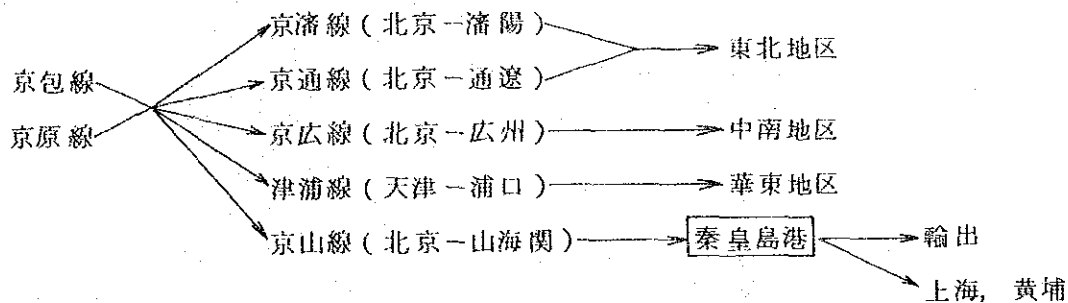 京瀋線(北京-瀋陽)
東北地区
京包線
京通線(北京-通遼)
京原線
京広線(北京-広州)
中南地区
津浦線(天津-浦口)
華東地区
京山線(北京-山海関)
秦皇島港
輸出
上海,黄埔